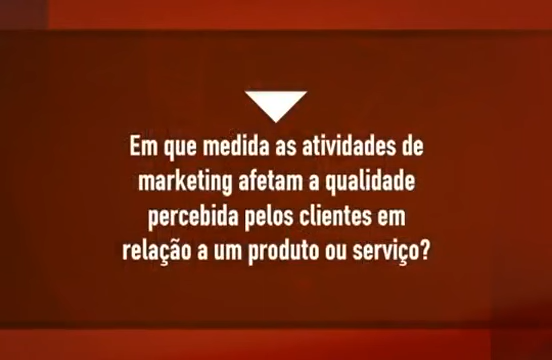 Em que medida as atividades de
marketing afetam a qualidade
percebida pelos clientes em
relação a um produto ou serviço?